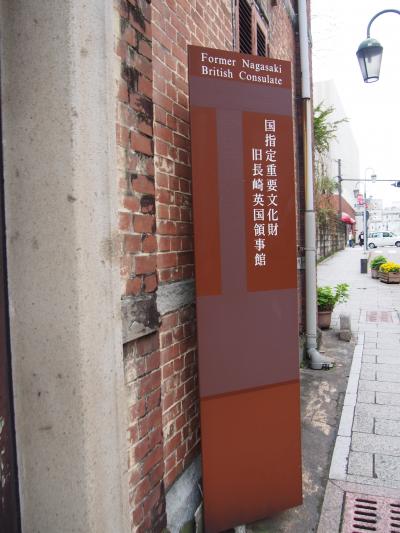 Former Nagasaki
British Consulate
国指定重要文化財
旧長崎英国領事館